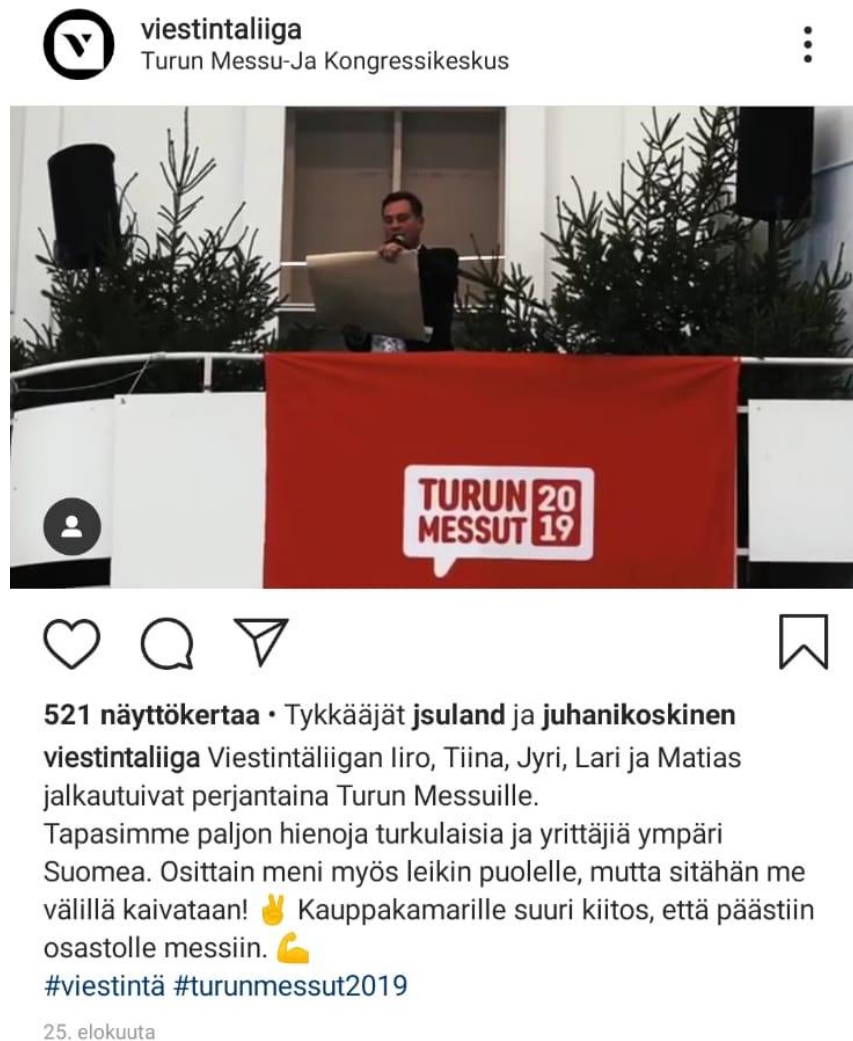 viestintaliiga
Turun Messu-Ja Kongressikeskus
TURUN 20
MESSUT 19
521 näyttökertaa • Tykkääjät jsuland ja juhanikoskinen
viestintaliiga Viestintäliigan Iiro, Tiina, Jyri, Lari ja Matias
jalkautuivat perjantaina Turun Messuille.
Tapasimme paljon hienoja turkulaisia ja yrittäjiä ympäri
Suomea. Osittain meni myös leikin puolelle, mutta sitähän me
välillä kaivataan! ✌️ Kauppakamarille suuri kiitos, että päästiin
osastolle messiin. 💪
#viestintä #turunmessut2019
25. elokuuta